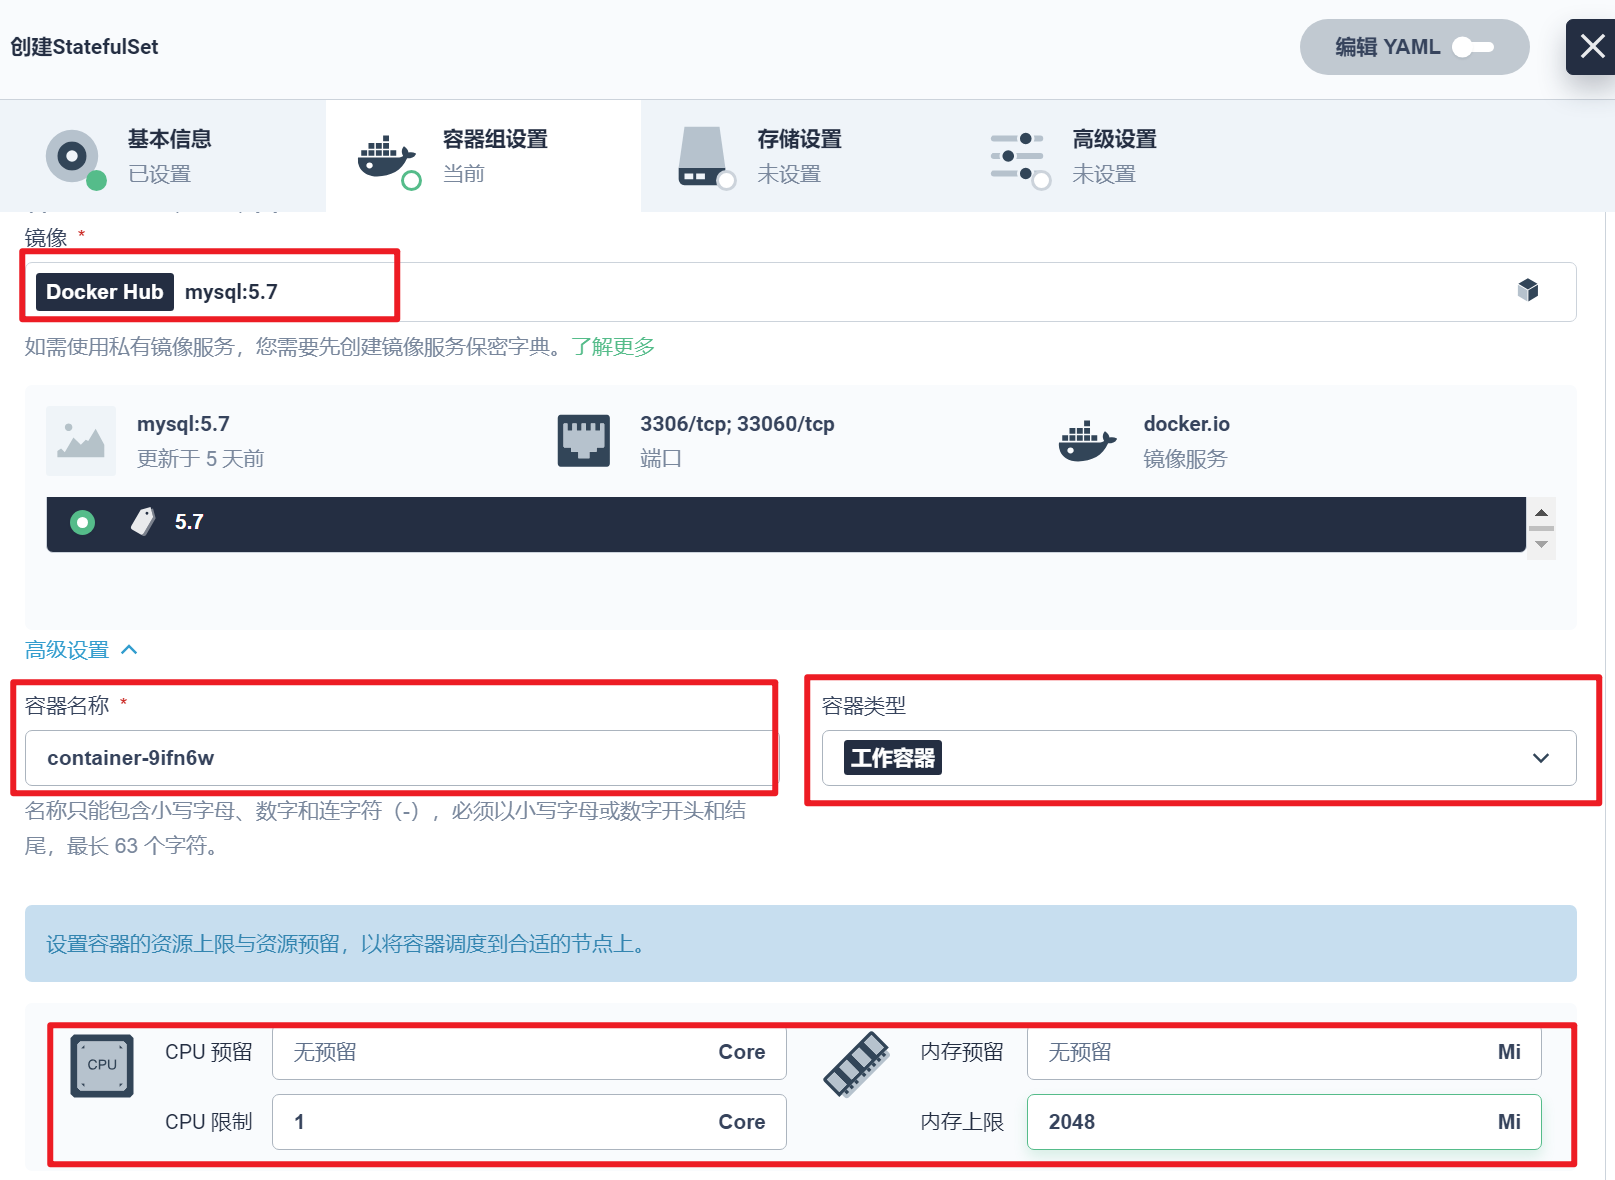 创建StatefulSet
编辑 YAML
基本信息
已设置
容器组设置
当前
存储设置
未设置
高级设置
未设置
镜像 *
Docker Hub mysql:5.7
如需使用私有镜像服务，您需要先创建镜像服务保密字典。了解更多
mysql:5.7
更新于 5 天前
3306/tcp; 33060/tcp
端口
docker.io
镜像服务
5.7
高级设置
容器名称 *
container-9ifn6w
名称只能包含小写字母、数字和连字符（-），必须以小写字母或数字开头和结
尾，最长 63 个字符。
容器类型
工作容器
设置容器的资源上限与资源预留，以将容器调度到合适的节点上。
CPU
CPU 预留 无预留 Core
CPU 限制 1 Core
内存预留 无预留 Mi
内存上限 2048 Mi